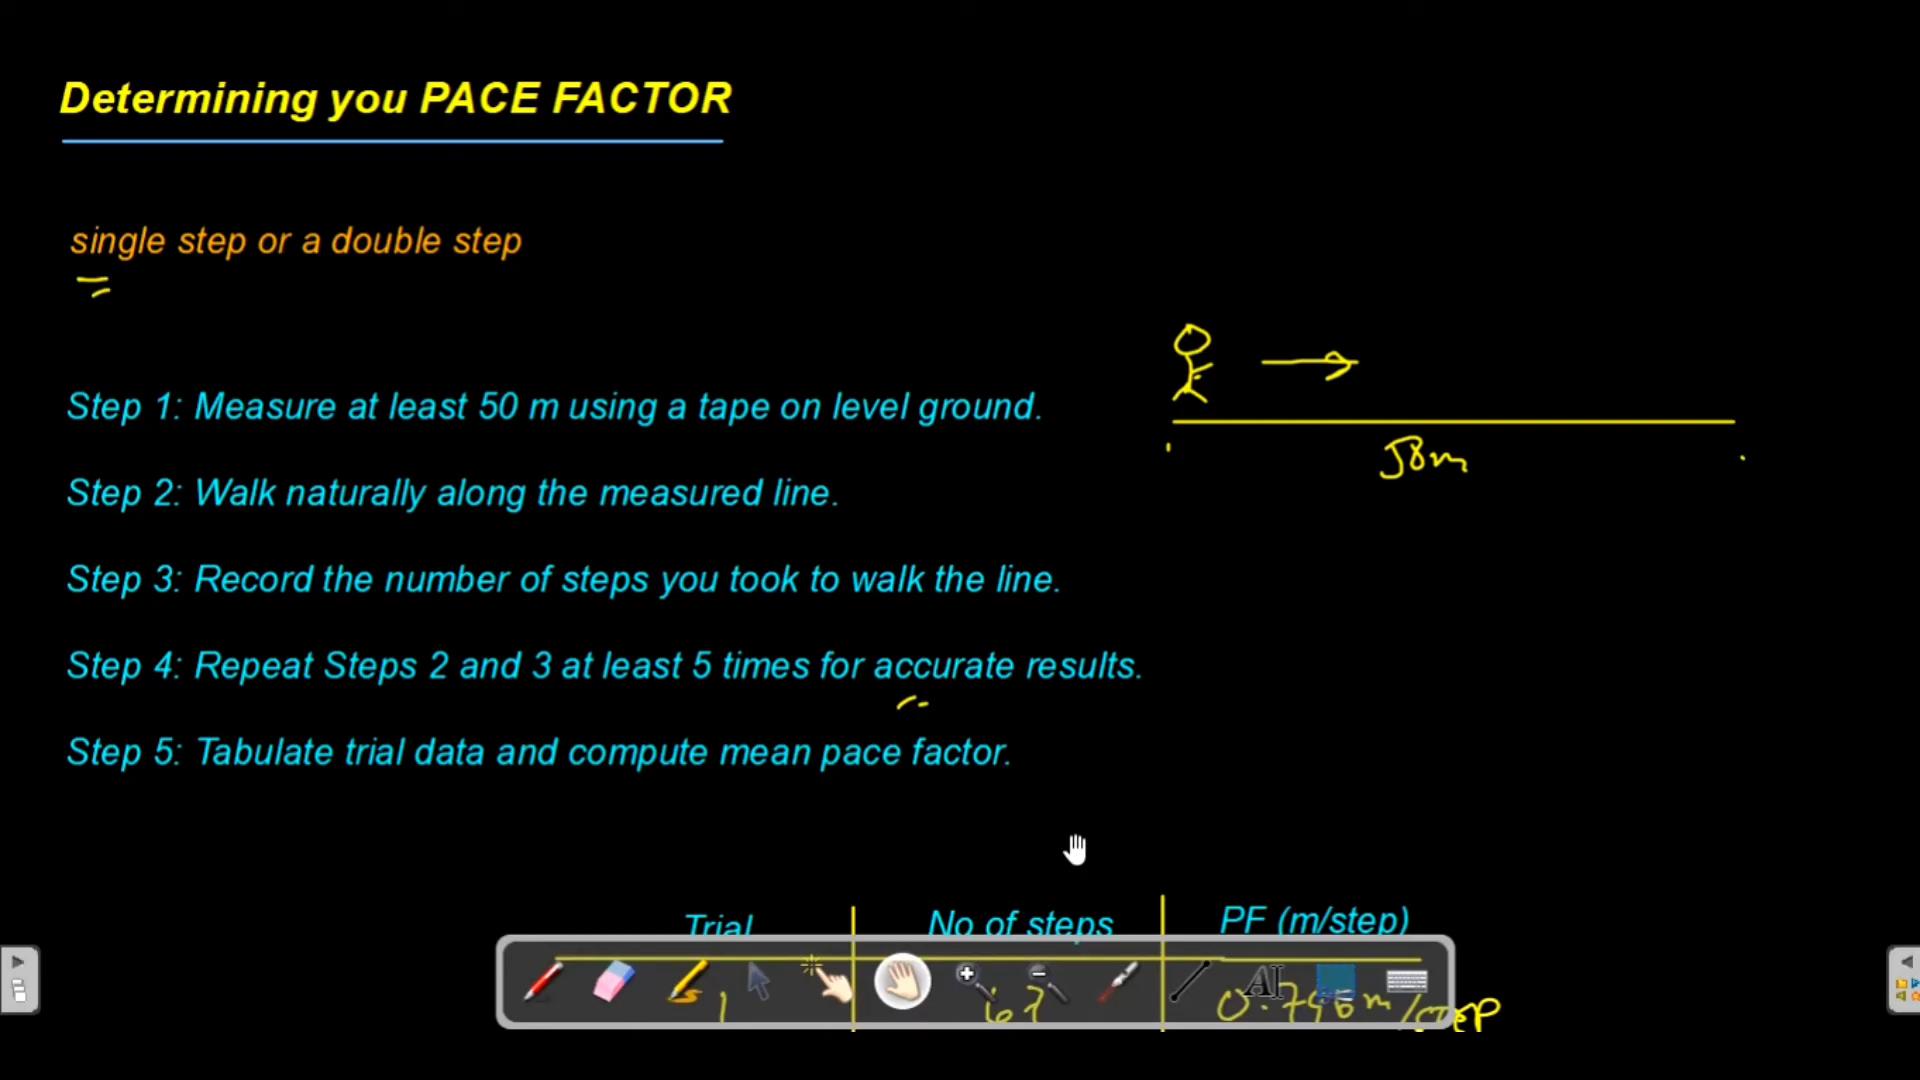 Determining you PACE FACTOR
single step or a double step
Step 1: Measure at least 50 m using a tape on level ground.
50m
Step 2: Walk naturally along the measured line.
Step 3: Record the number of steps you took to walk the line.
Step 4: Repeat Steps 2 and 3 at least 5 times for accurate results.
Step 5: Tabulate trial data and compute mean pace factor.
Trial No of steps PF (m/step)
1 67